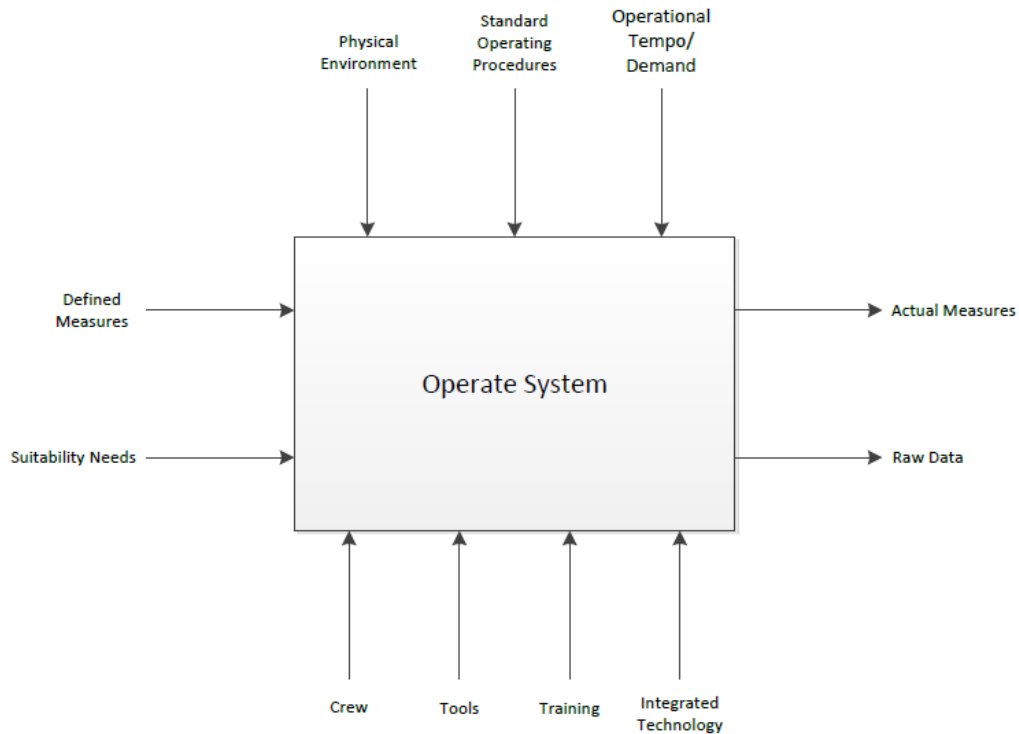 Physical
Environment
Standard
Operating
Procedures
Operational
Tempo/
Demand
Defined
Measures
Actual Measures
Operate System
Suitability Needs
Raw Data
Crew
Tools
Training
Integrated
Technology